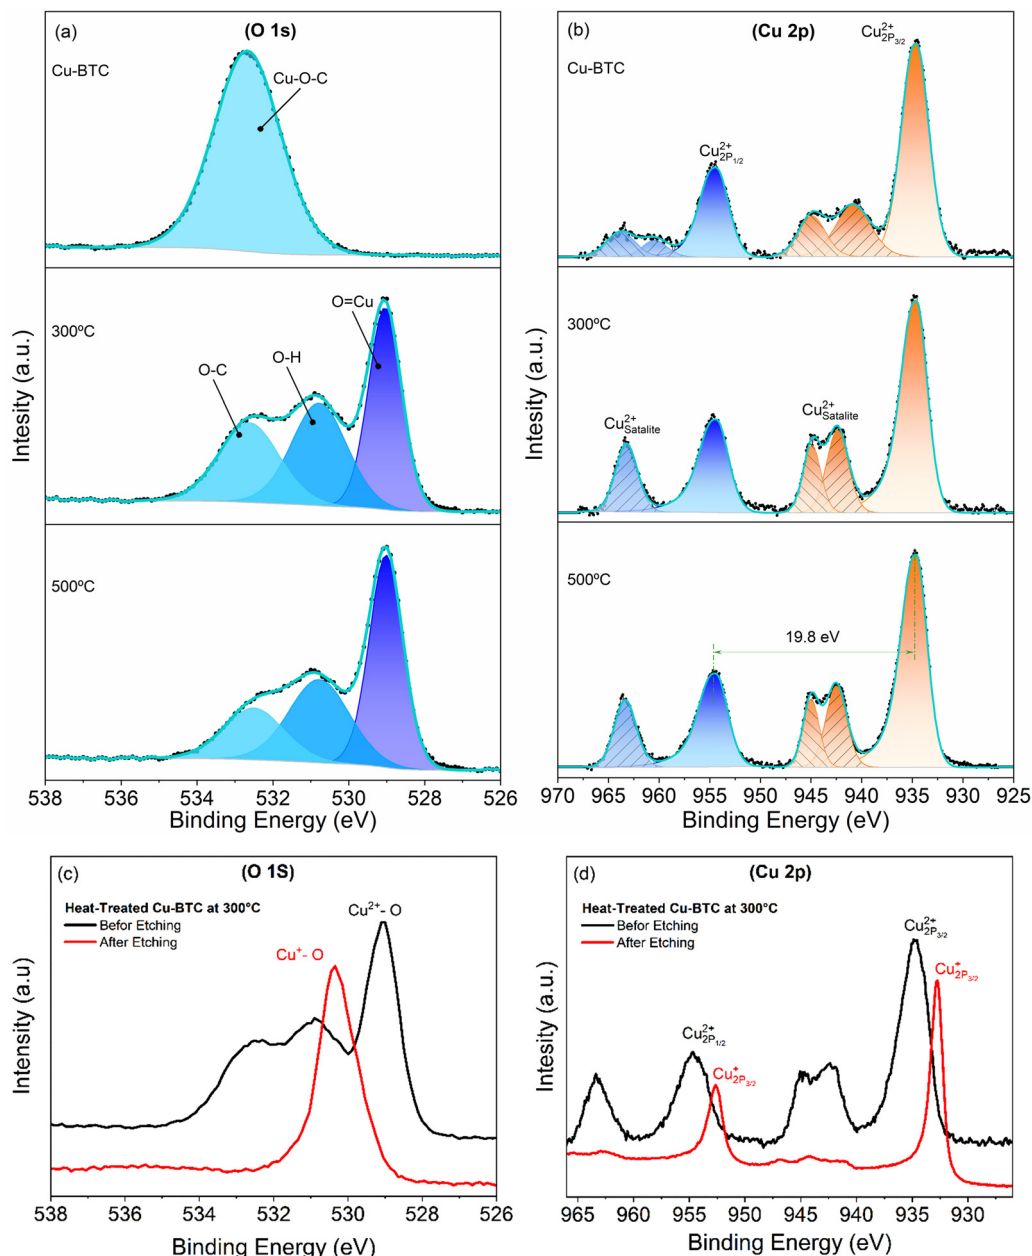 (a)
(O 1s)
Cu-BTC
Cu-O-C
300ºC
O=Cu
O-H
O-C
500ºC
Intesity (a.u.)
538 536 534 532 530 528 526
Binding Energy (eV)
(b)
(Cu 2p)
Cu-BTC
Cu2+ 2P3/2
Cu2+ 2P1/2
300ºC
Cu2+ Satalite
Cu2+ Satalite
500ºC
19.8 eV
Intesity (a.u.)
970 965 960 955 950 945 940 935 930 925
Binding Energy (eV)
(c)
(O 1S)
Heat-Treated Cu-BTC at 300°C
Befor Etching
After Etching
Cu2+- O
Cu+- O
Intensity (a.u)
538 536 534 532 530 528 526
Binding Energy (eV)
(d)
(Cu 2p)
Heat-Treated Cu-BTC at 300°C
Befor Etching
After Etching
Cu2+ 2P3/2
Cu+ 2P3/2
Cu2+ 2P1/2
Cu+ 2P3/2
Intesity (a.u.)
965 960 955 950 945 940 935 930
Binding Energy (eV)